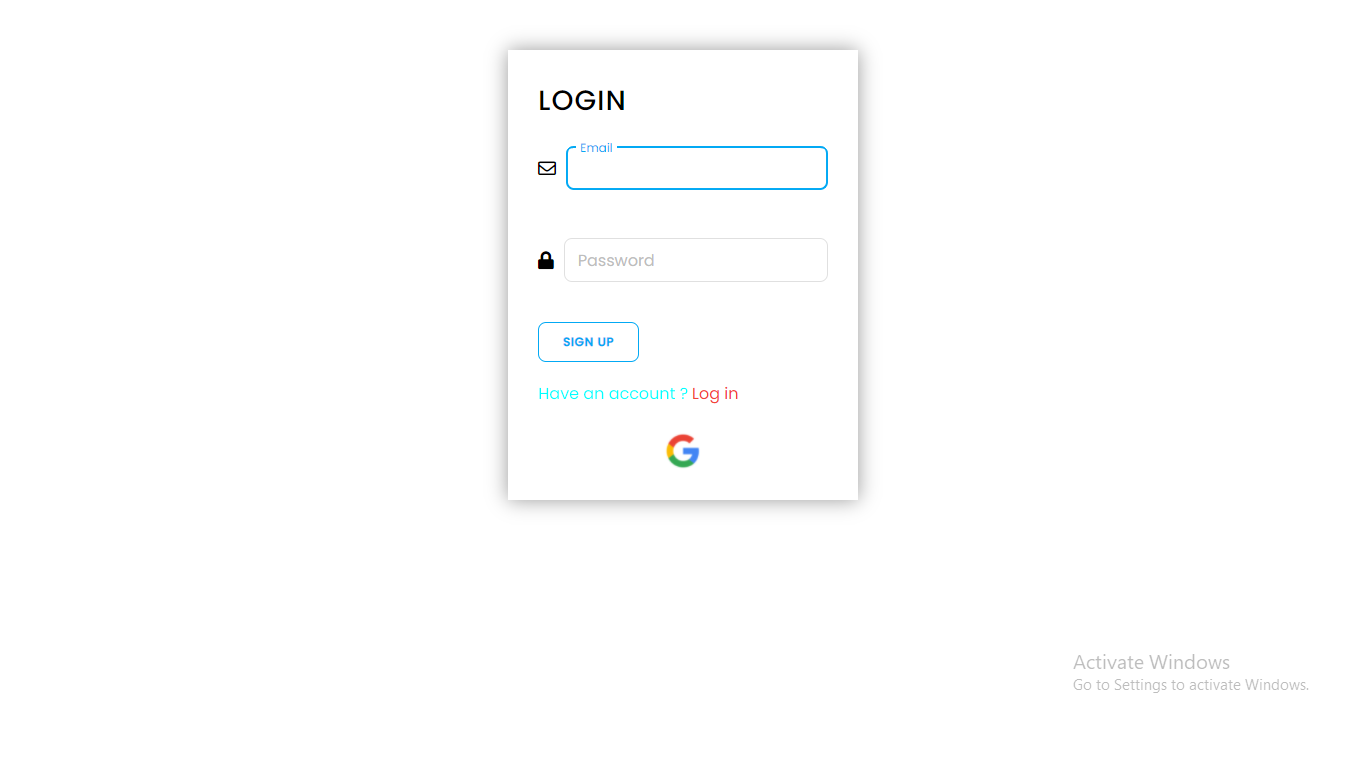 LOGIN
Email
Password
SIGN UP
Have an account ? Log in
Activate Windows
Go to Settings to activate Windows.